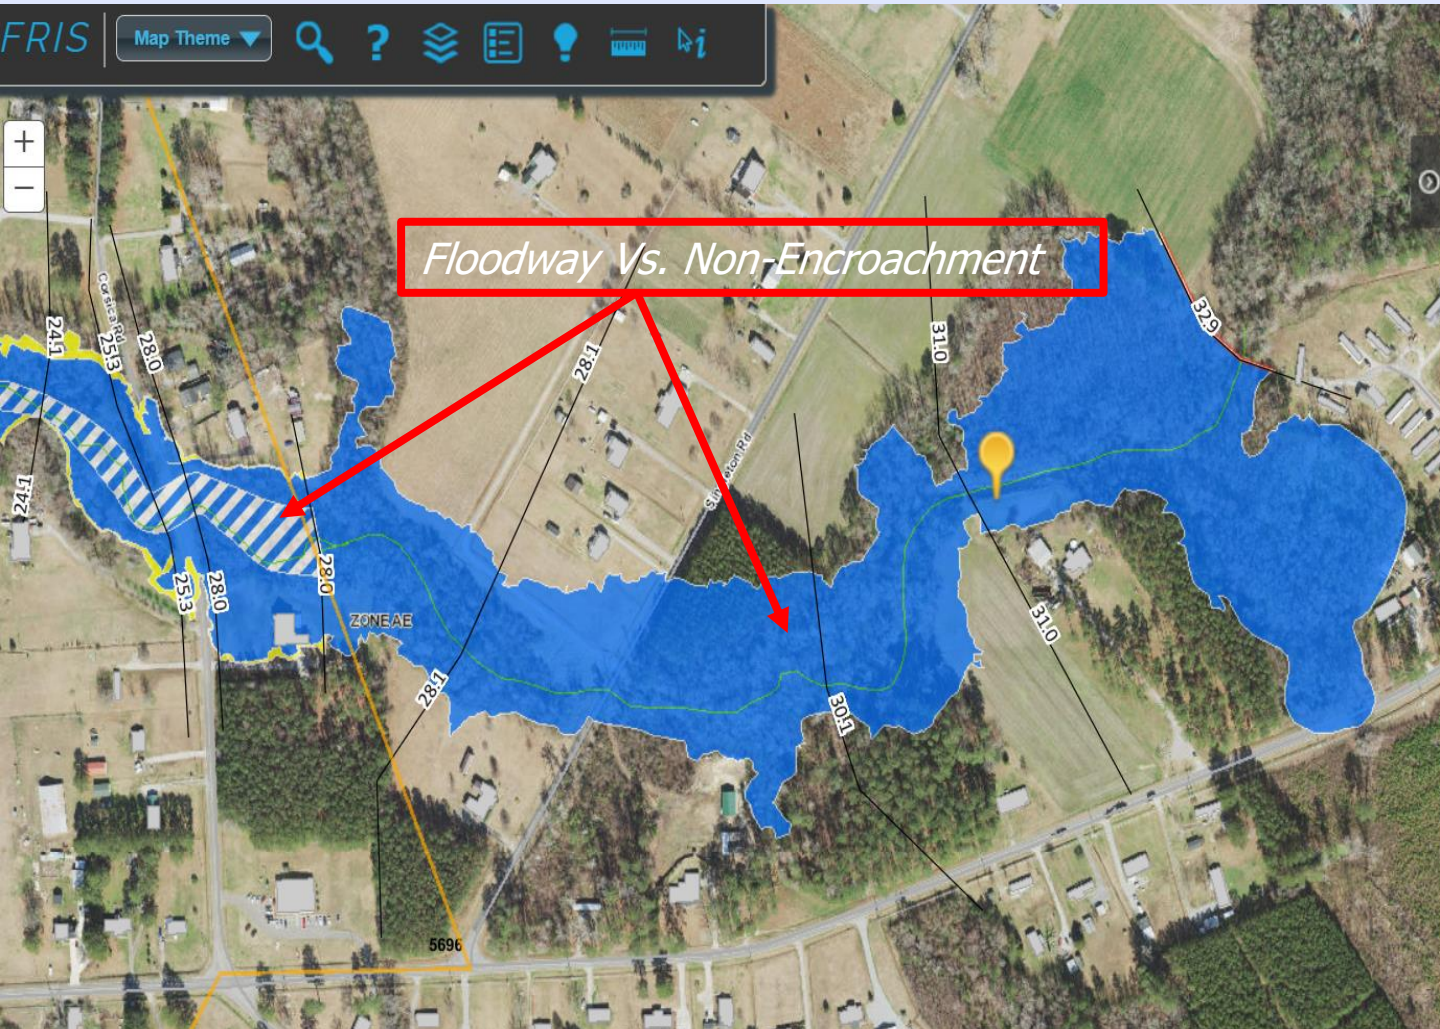 FRIS
Map Theme
?
i
+
−
Floodway Vs. Non-Encroachment
Corsica Rd
24.1
25.3
28.0
28.1
31.0
32.9
24.1
Singleton Rd
25.3
28.0
28.0
ZONE AE
31.0
28.1
30.1
5696